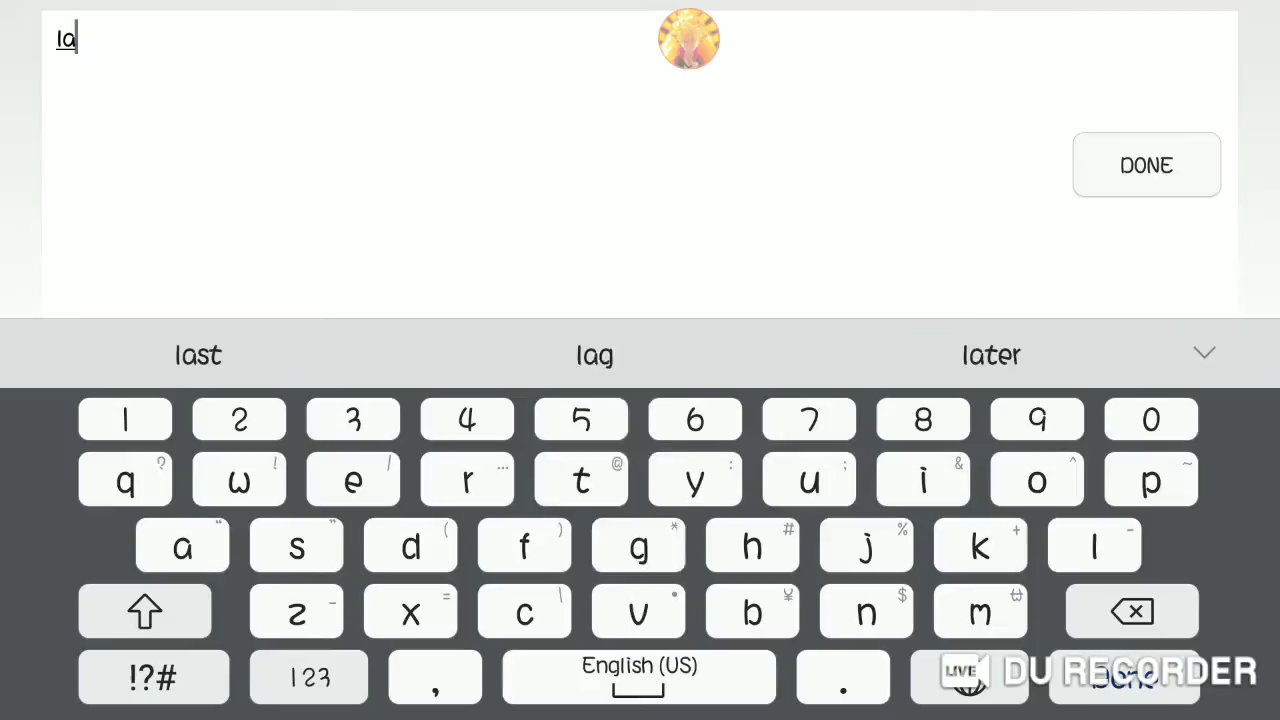 la
DONE
last lag later
1 2 3 4 5 6 7 8 9 0
q ? w ! e / r ... t @ y : u ; i & o ^ p ~
a " s " d ( f ) g * h # j % k + l -
z _ x = c \ v • b ¥ n $ m ₩
!?# 123 , English (US) . LIVE DU RECORDER Done